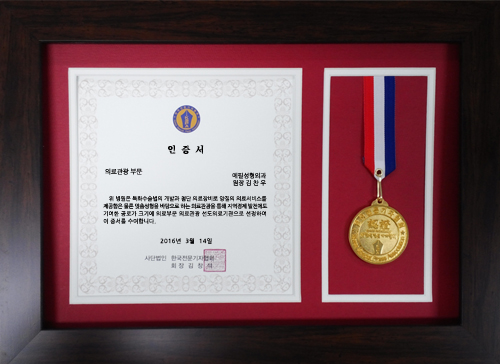 인 증 서
의료관광 부문
에필성형외과
원장 김 찬 우
위 병원은 특화수술법의 개발과 첨단 의료장비로 양질의 의료서비스를
제공함은 물론 맞춤성형을 바탕으로 하는 의료관광을 통해 지역경제 발전에도
기여한 공로가 크기에 의료부문 의료관광 선도의료기관으로 선정하여
이 증서를 수여합니다.
2016년 3월 14일
사단법인 한국전문기자협회
회 장 김 창